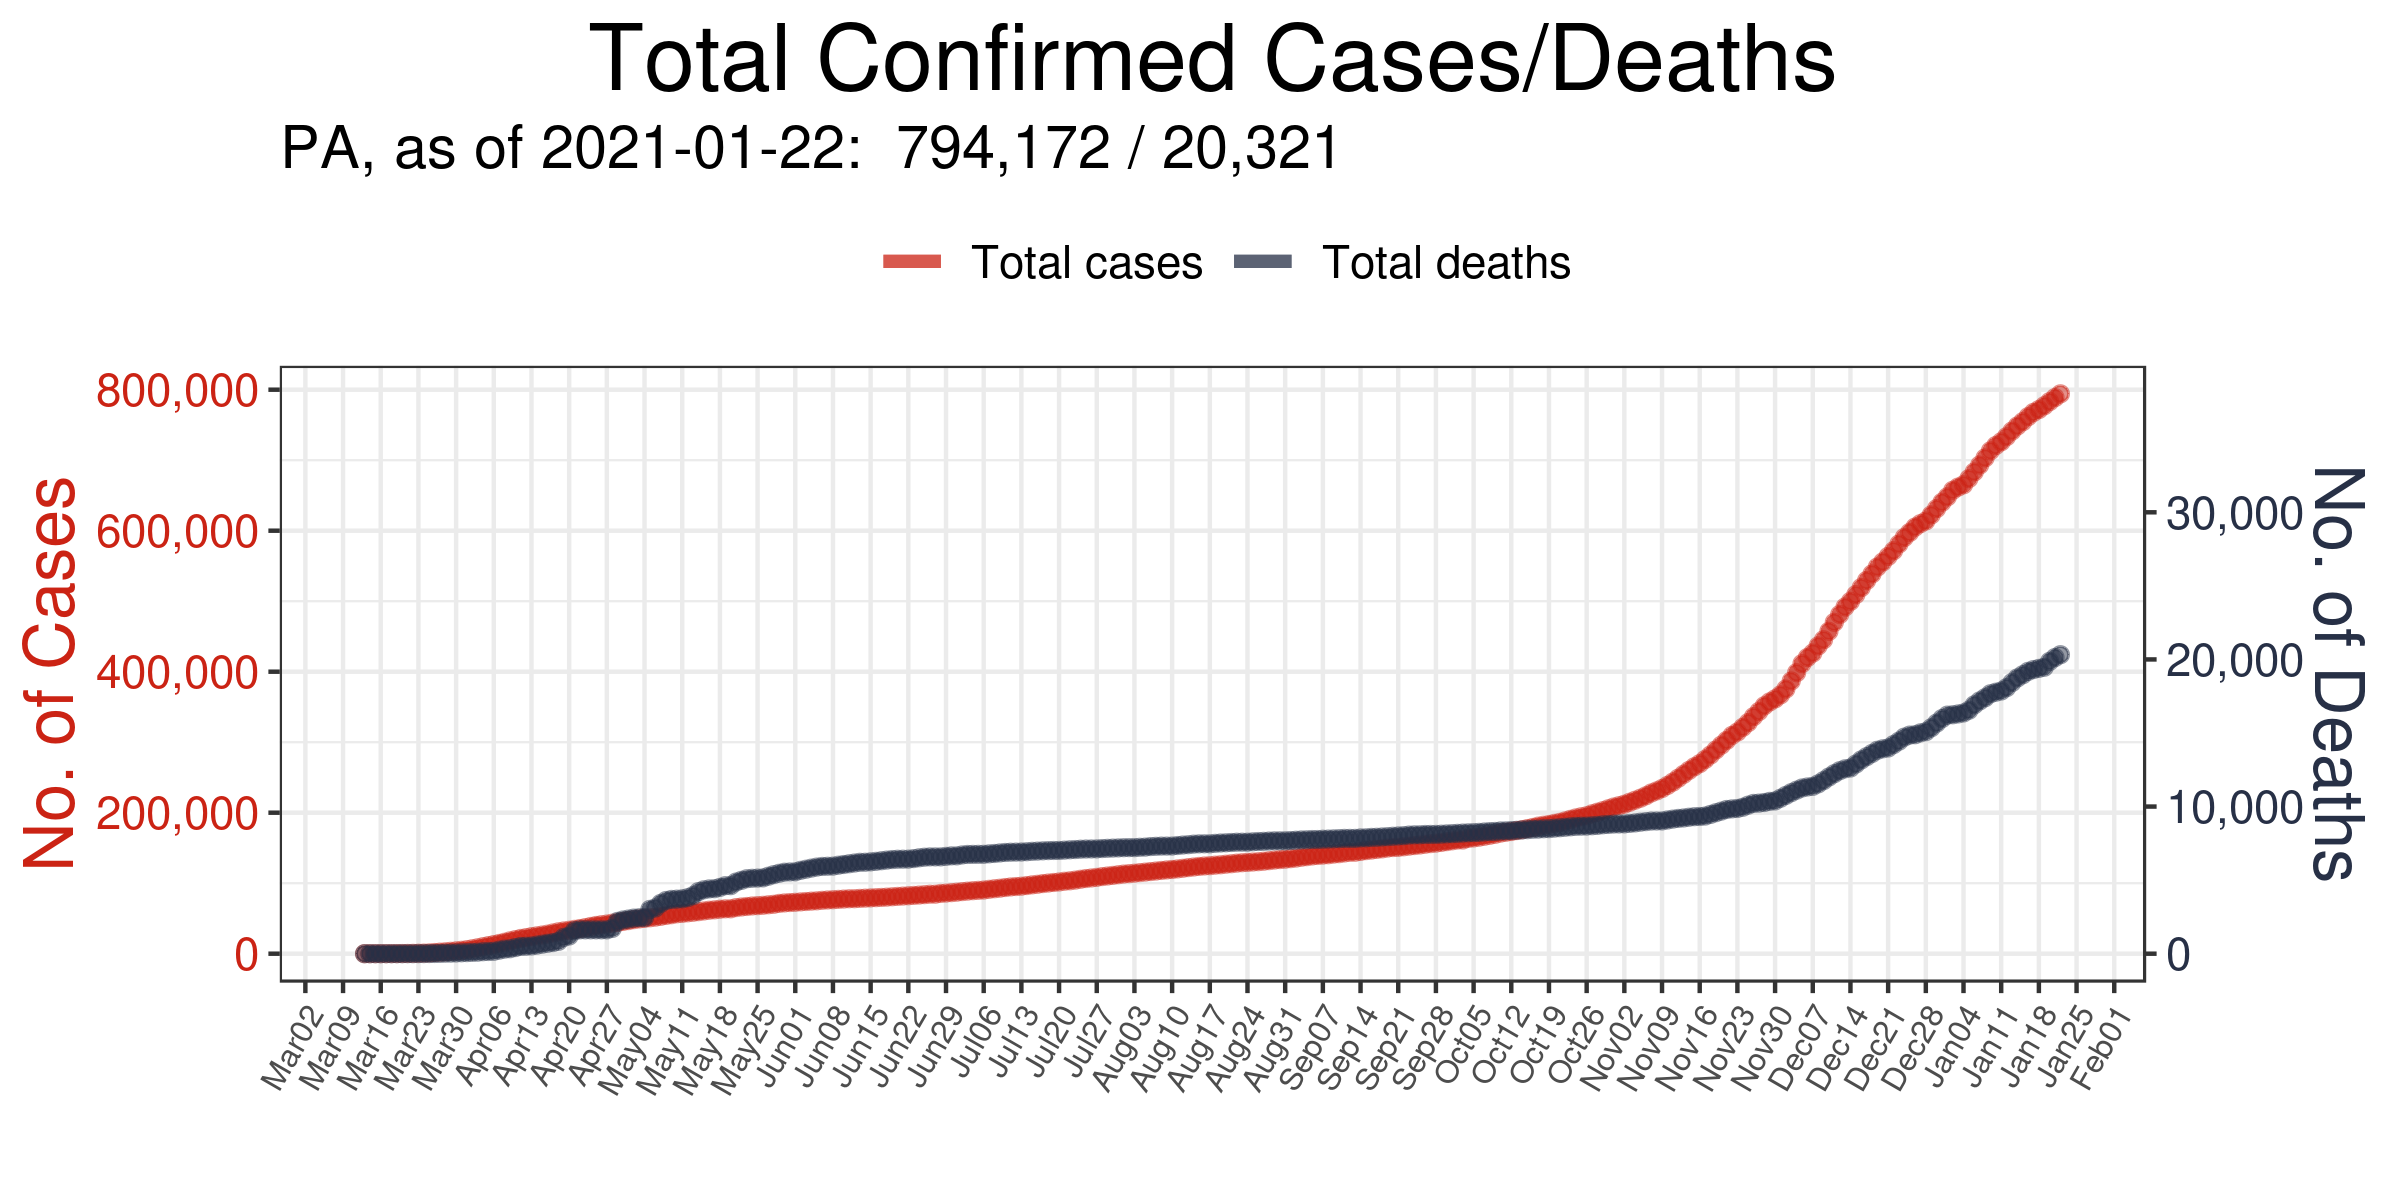 Total Confirmed Cases/Deaths
PA, as of 2021-01-22:  794,172 / 20,321
Total cases
Total deaths
No. of Cases
800,000
600,000
400,000
200,000
0
30,000
20,000
10,000
0
No. of Deaths
Mar02
Mar09
Mar16
Mar23
Mar30
Apr06
Apr13
Apr20
Apr27
May04
May11
May18
May25
Jun01
Jun08
Jun15
Jun22
Jun29
Jul06
Jul13
Jul20
Jul27
Aug03
Aug10
Aug17
Aug24
Aug31
Sep07
Sep14
Sep21
Sep28
Oct05
Oct12
Oct19
Oct26
Nov02
Nov09
Nov16
Nov23
Nov30
Dec07
Dec14
Dec21
Dec28
Jan04
Jan11
Jan18
Jan25
Feb01